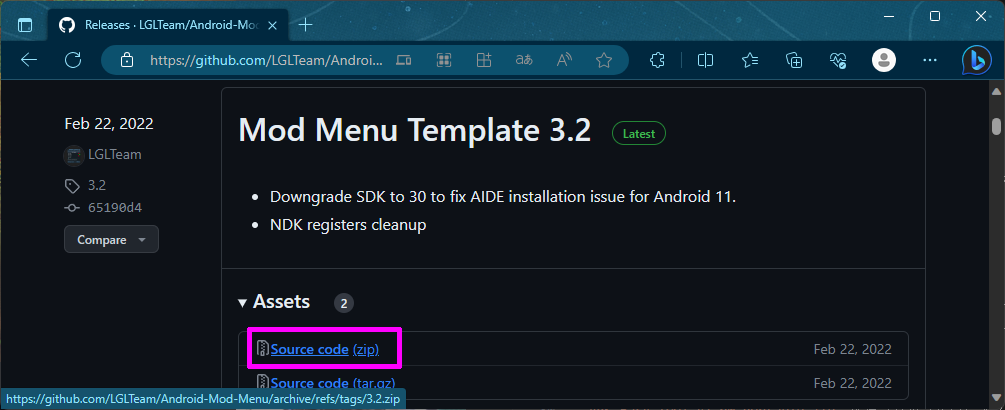 Releases · LGLTeam/Android-Mod
https://github.com/LGLTeam/Androi...
aあ
A
Feb 22, 2022
LGLTeam
3.2
65190d4
Compare
Mod Menu Template 3.2
Latest
Downgrade SDK to 30 to fix AIDE installation issue for Android 11.
NDK registers cleanup
Assets 2
Source code (zip) Feb 22, 2022
Source code (tar.gz) Feb 22, 2022
https://github.com/LGLTeam/Android-Mod-Menu/archive/refs/tags/3.2.zip